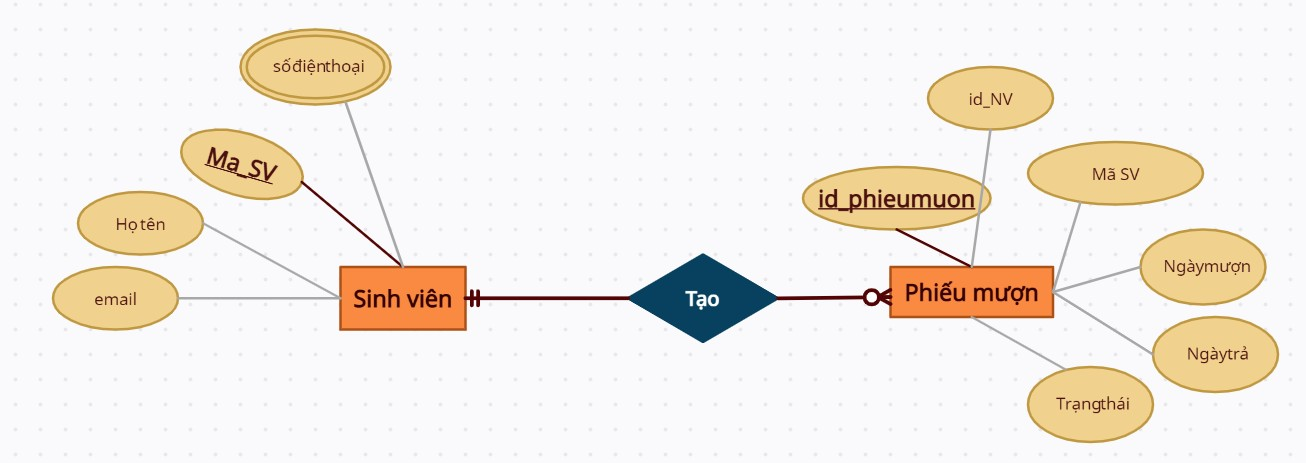 sốđiệnthoại
id_NV
Ma_SV
Mã SV
id_phieumuon
Họ tên
Ngàymượn
email
Sinh viên
Tạo
Phiếu mượn
Ngàytrả
Trạngthái